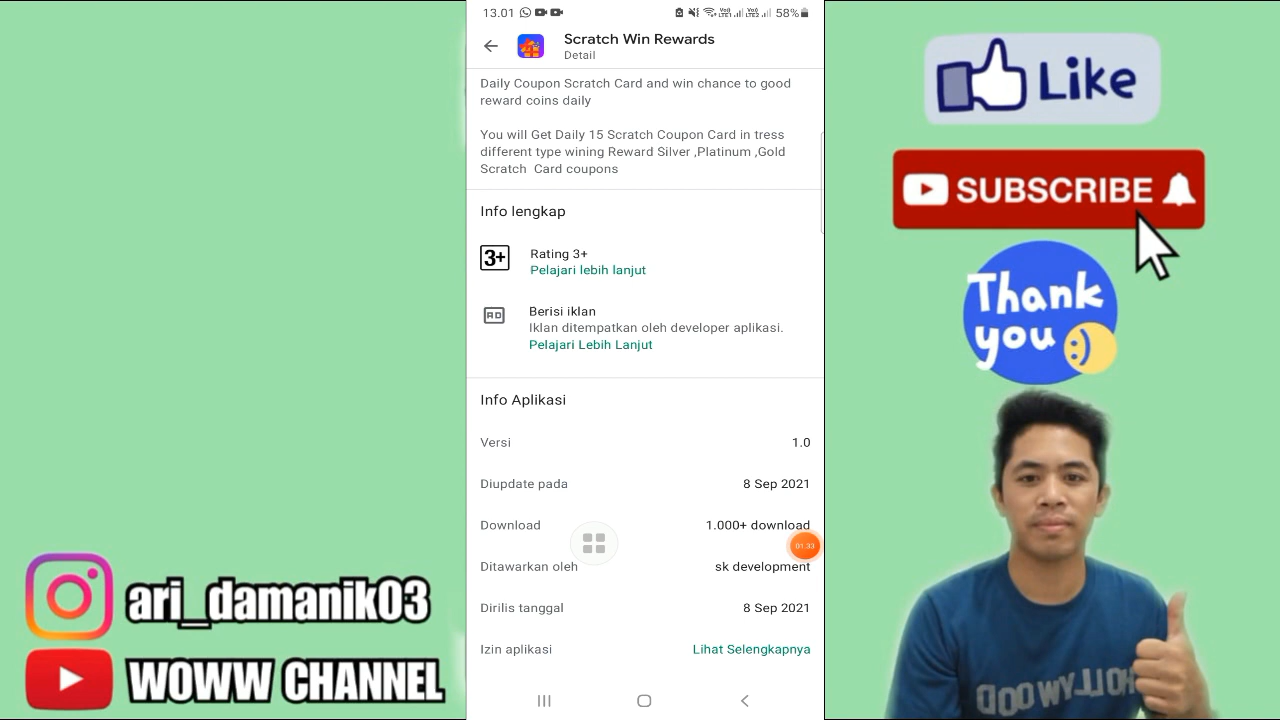 13.01
58%
Scratch Win Rewards
Detail
Daily Coupon Scratch Card and win chance to good
reward coins daily
You will Get Daily 15 Scratch Coupon Card in tress
different type wining Reward Silver ,Platinum ,Gold
Scratch Card coupons
Info lengkap
3+
Rating 3+
Pelajari lebih lanjut
AD
Berisi iklan
Iklan ditempatkan oleh developer aplikasi.
Pelajari Lebih Lanjut
Info Aplikasi
Versi 1.0
Diupdate pada 8 Sep 2021
Download 1.000+ download
01.33
Ditawarkan oleh sk development
Dirilis tanggal 8 Sep 2021
Izin aplikasi Lihat Selengkapnya
ari_damanik03
WOWW CHANNEL
Like
SUBSCRIBE
Thank
you
HOLLYWOOD